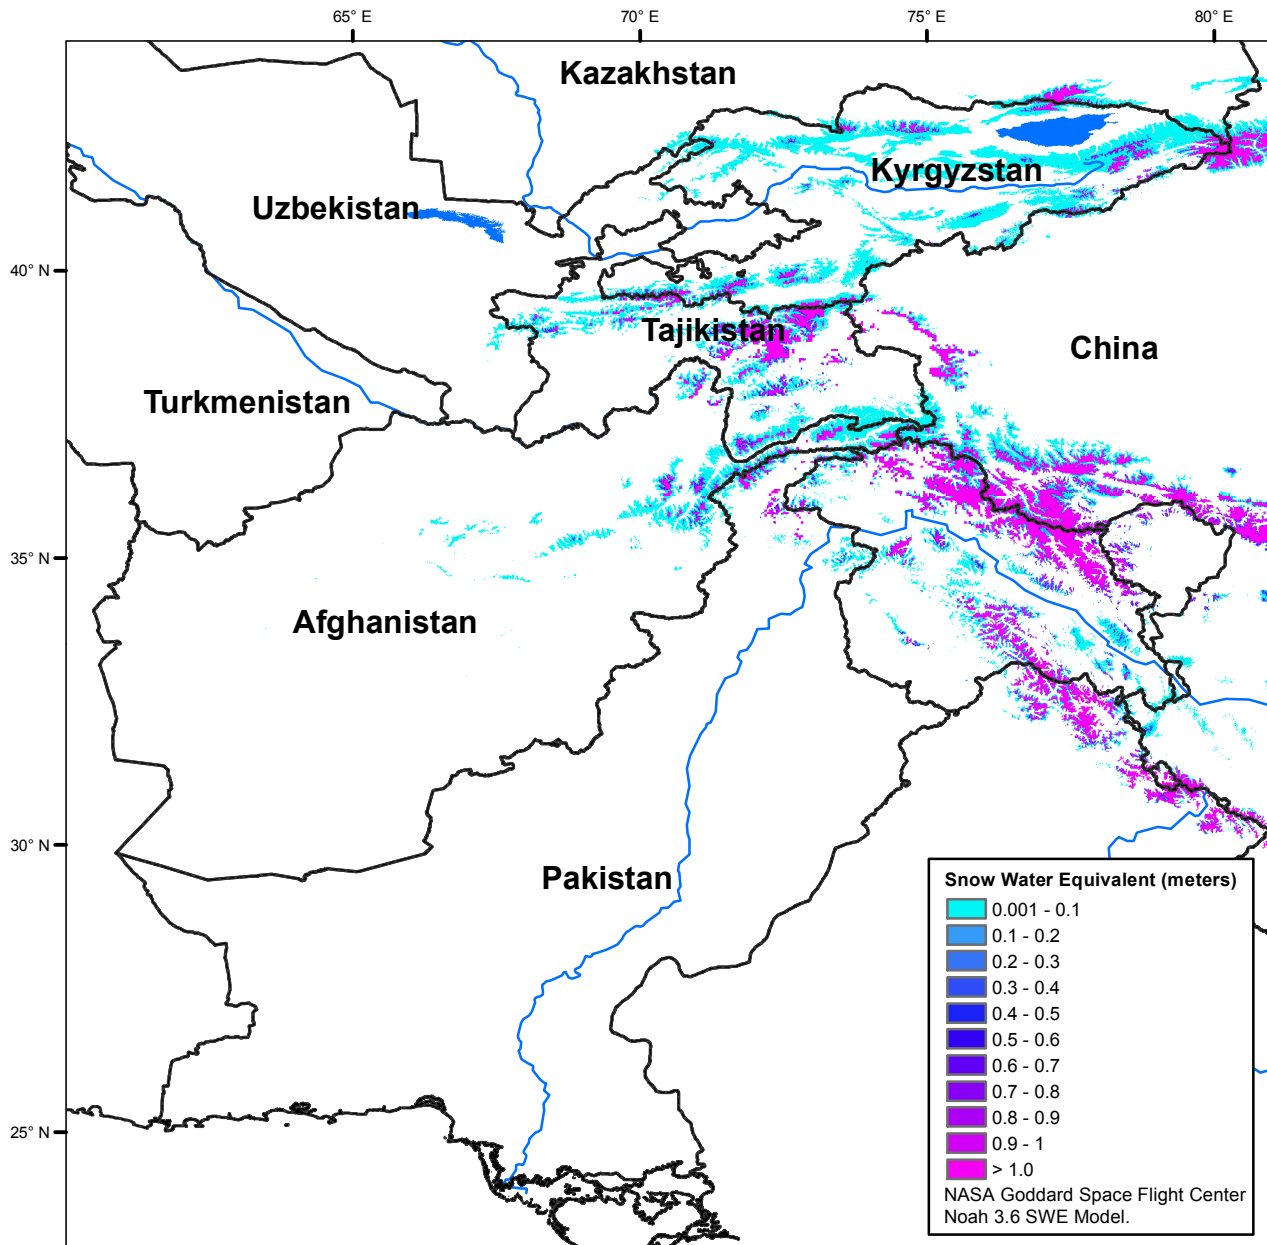 65° E
70° E
75° E
80° E
Kazakhstan
Kyrgyzstan
Uzbekistan
40° N
Tajikistan
China
Turkmenistan
35° N
Afghanistan
30° N
Pakistan
25° N
Snow Water Equivalent (meters)
0.001 - 0.1
0.1 - 0.2
0.2 - 0.3
0.3 - 0.4
0.4 - 0.5
0.5 - 0.6
0.6 - 0.7
0.7 - 0.8
0.8 - 0.9
0.9 - 1
> 1.0
NASA Goddard Space Flight Center
Noah 3.6 SWE Model.